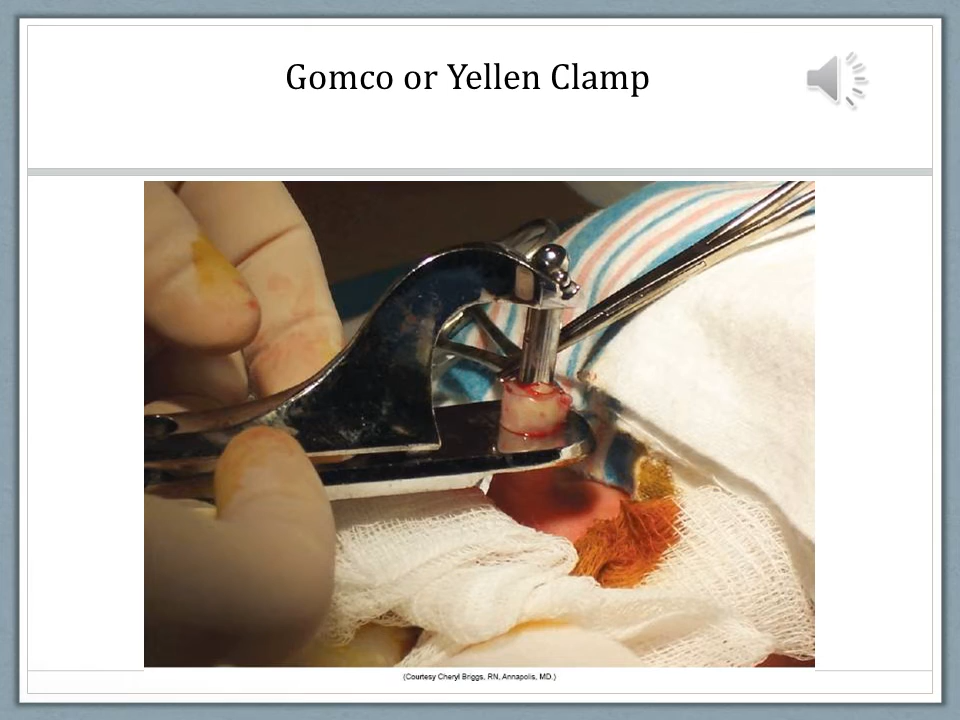 Gomco or Yellen Clamp
(Courtesy Cheryl Briggs, RN, Annapolis, MD.)